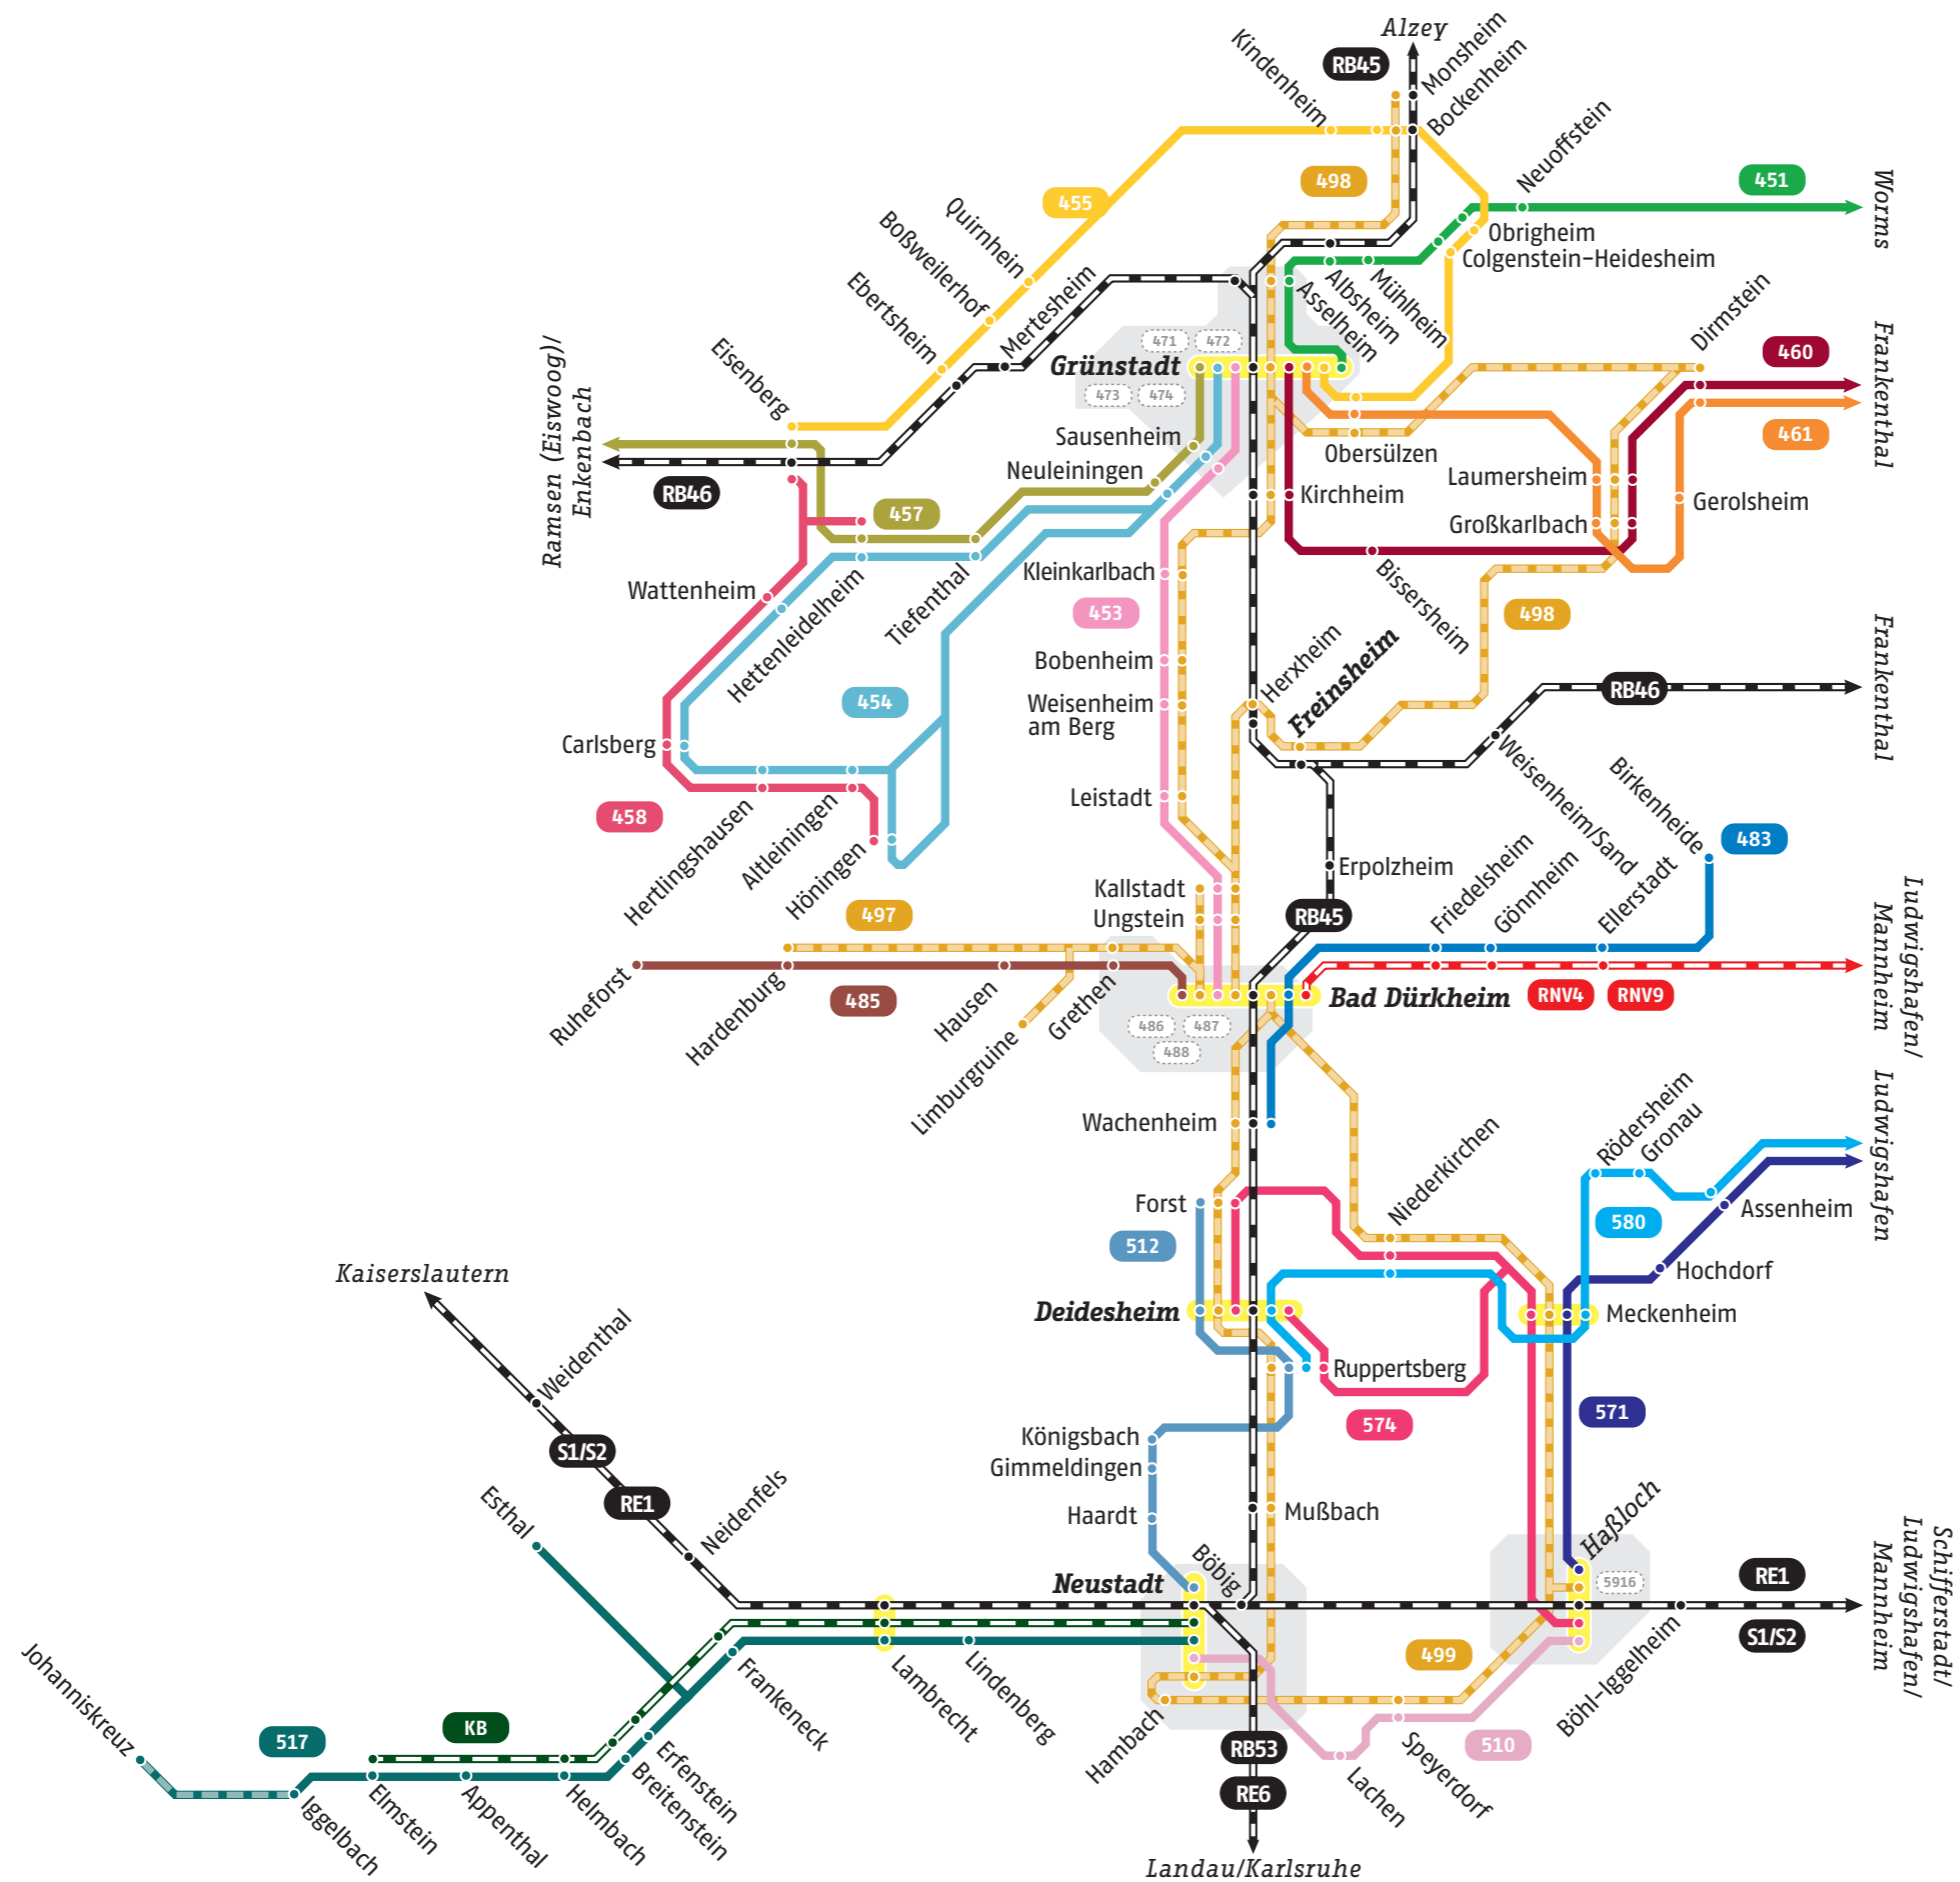 Alzey
RB45
Monsheim
Bockenheim
Kindenheim
Neuoffstein
498
451
Worms
455
Quirnheim
Boßweilerhof
Ebertsheim
Mertesheim
Obrigheim
Colgenstein-Heidesheim
Asselheim
Albsheim
Mühlheim
Dirmstein
Eisenberg
471
472
Grünstadt
473
474
460
Frankenthal
461
Ramsen (Eiswoog)/
Enkenbach
RB46
Sausenheim
Neuleiningen
Obersülzen
Laumersheim
Kirchheim
Gerolsheim
Großkarlbach
457
Wattenheim
Hettenleidelheim
Tiefenthal
Kleinkarlbach
453
Bissersheim
498
Bobenheim
Herxheim
Freinsheim
Frankenthal
RB46
Weisenheim
am Berg
454
Carlsberg
458
Hertlingshausen
Altleiningen
Höningen
Leistadt
Weisenheim/Sand
Birkenheide
483
Erpolzheim
Friedelsheim
Gönnheim
Ellerstadt
Kallstadt
Ungstein
497
RB45
Ludwigshafen/
Mannheim
Ruheforst
Hardenburg
485
Hausen
Grethen
Limburgruine
Bad Dürkheim
RNV4
RNV9
486
487
488
Wachenheim
Ludwigshafen
Rödersheim
Gronau
Niederkirchen
Forst
512
580
Assenheim
Hochdorf
Kaiserslautern
Deidesheim
Meckenheim
Weidenthal
Ruppertsberg
574
571
Königsbach
Gimmeldingen
S1/S2
RE1
Esthal
Neidenfels
Haardt
Mußbach
Haßloch
Neustadt
Böbig
5916
RE1
S1/S2
Schifferstadt/
Ludwigshafen/
Mannheim
Böhl-Iggelheim
499
Johanniskreuz
517
KB
Frankeneck
Lambrecht
Lindenberg
Erfenstein
Breitenstein
Iggelbach
Elmstein
Appenthal
Helmbach
Hambach
RB53
RE6
Lachen
Speyerdorf
510
Landau/Karlsruhe